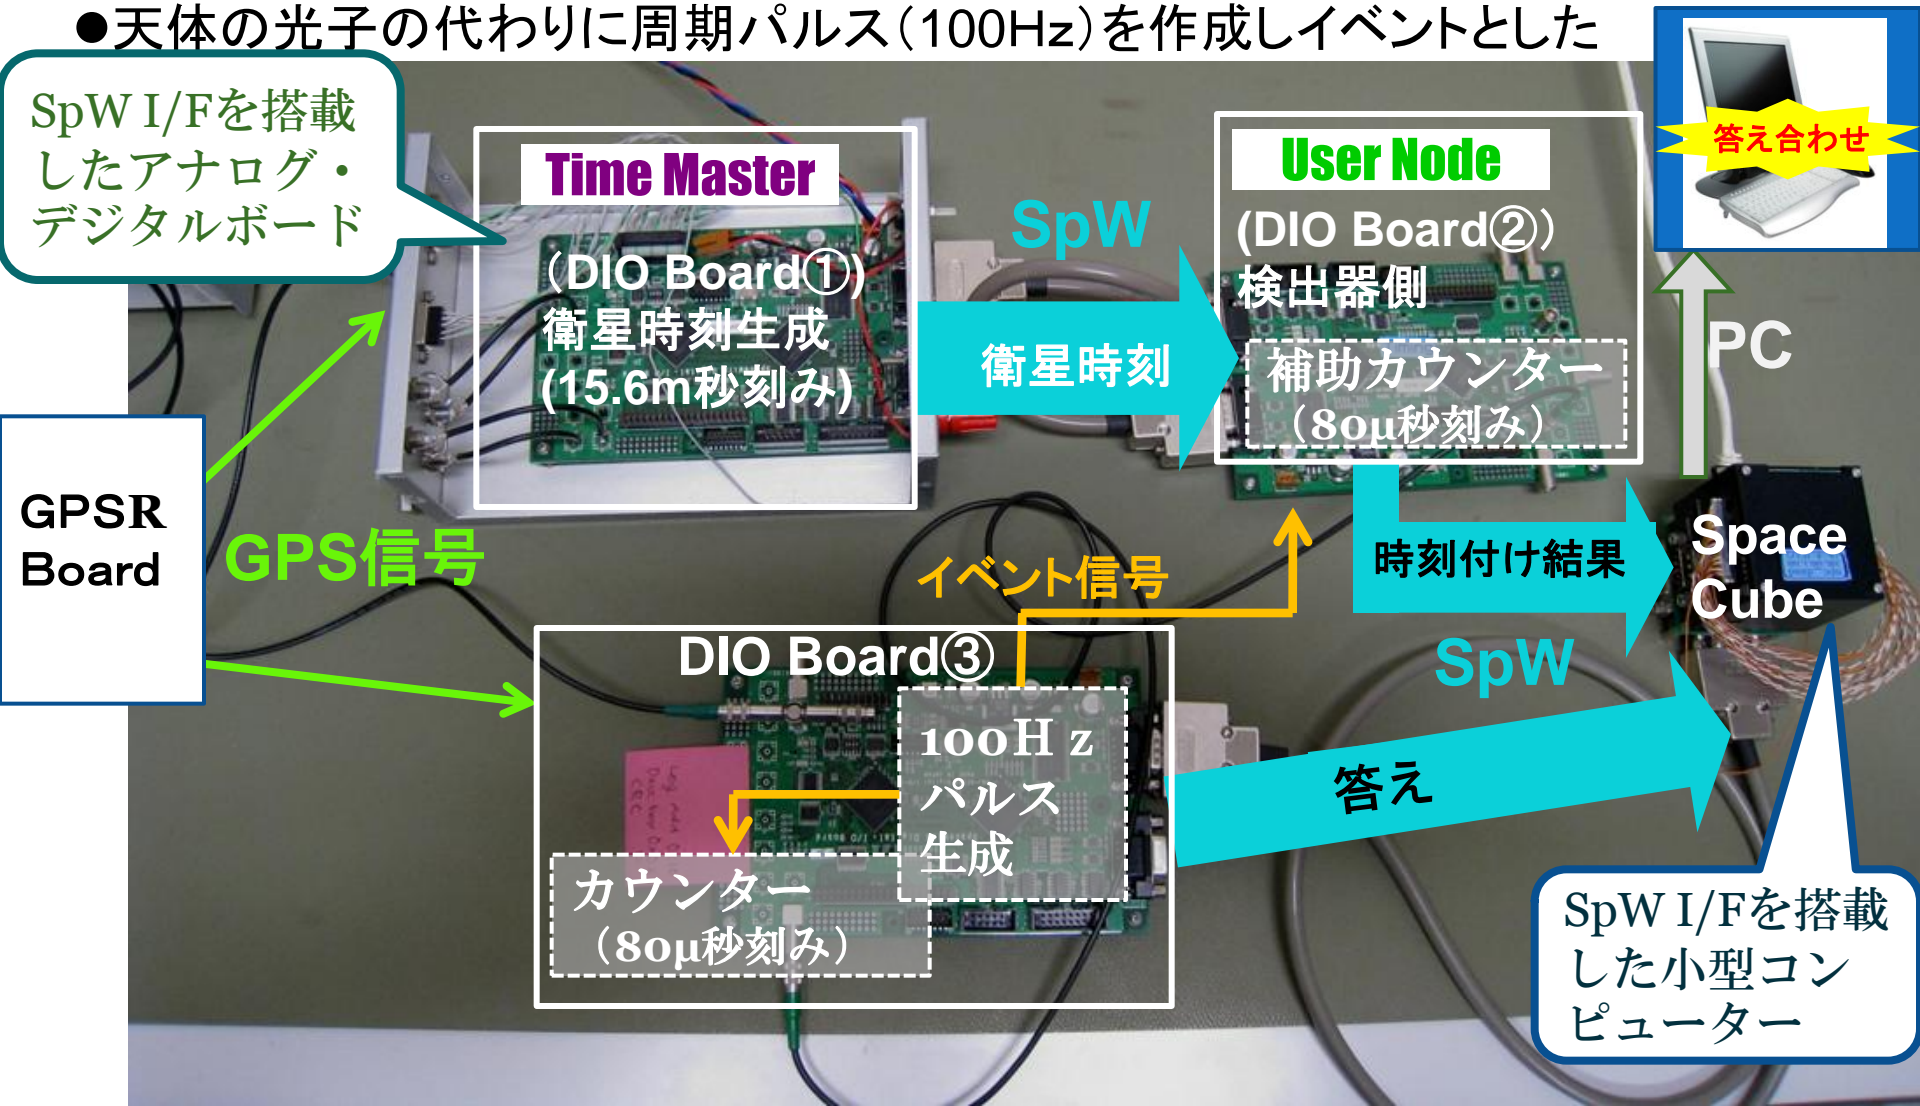 ●天体の光子の代わりに周期パルス（100Hz）を作成しイベントとした
SpW I/Fを搭載
したアナログ・
デジタルボード
Time Master
（DIO Board①)
衛星時刻生成
(15.6m秒刻み)
SpW
衛星時刻
User Node
(DIO Board②）
検出器側
補助カウンター
（80μ秒刻み）
答え合わせ
PC
GPSR
Board
GPS信号
イベント信号
時刻付け結果
Space
Cube
SpW
DIO Board③
100Ｈｚ
パルス
生成
カウンター
（80μ秒刻み）
答え
SpW I/Fを搭載
した小型コン
ピューター